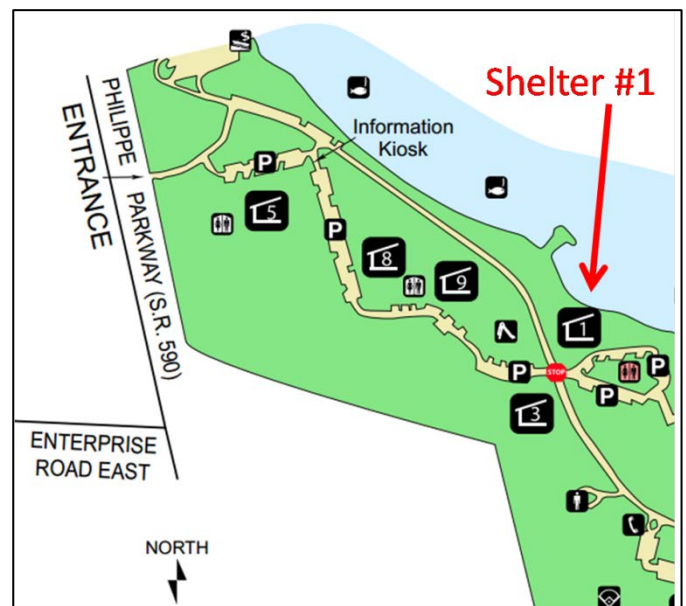 Shelter #1
Information
Kiosk
PHILIPPE PARKWAY (S.R. 590)
ENTRANCE
P
5
P
8
9
1
P
STOP
P
P
3
ENTERPRISE
ROAD EAST
NORTH